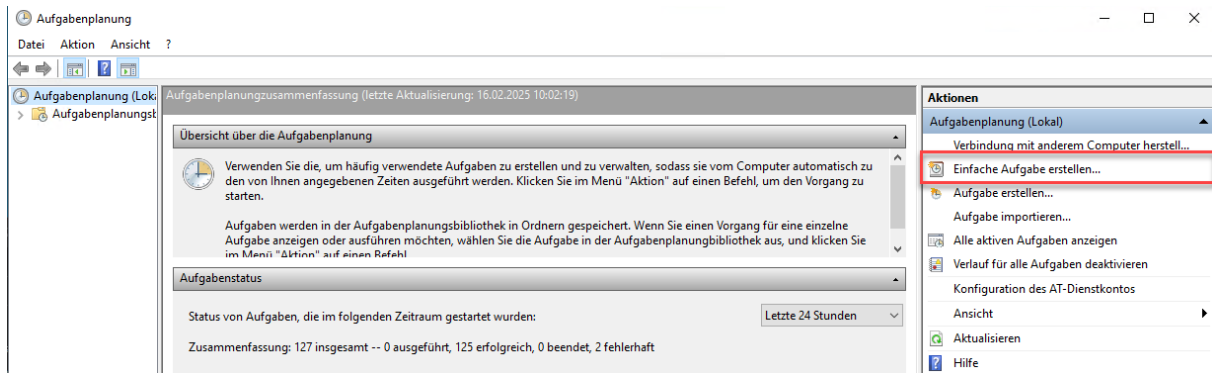 Aufgabenplanung
Datei Aktion Ansicht ?
Aufgabenplanung (Loka
Aufgabenplanungsb
Aufgabenplanungzusammenfassung (letzte Aktualisierung: 16.02.2025 10:02:19)
Übersicht über die Aufgabenplanung
Verwenden Sie die, um häufig verwendete Aufgaben zu erstellen und zu verwalten, sodass sie vom Computer automatisch zu
den von Ihnen angegebenen Zeiten ausgeführt werden. Klicken Sie im Menü "Aktion" auf einen Befehl, um den Vorgang zu
starten.
Aufgaben werden in der Aufgabenplanungsbibliothek in Ordnern gespeichert. Wenn Sie einen Vorgang für eine einzelne
Aufgabe anzeigen oder ausführen möchten, wählen Sie die Aufgabe in der Aufgabenplanungbibliothek aus, und klicken Sie
im Menü "Aktion" auf einen Befehl
Aufgabenstatus
Status von Aufgaben, die im folgenden Zeitraum gestartet wurden:
Letzte 24 Stunden
Zusammenfassung: 127 insgesamt -- 0 ausgeführt, 125 erfolgreich, 0 beendet, 2 fehlerhaft
Aktionen
Aufgabenplanung (Lokal)
Verbindung mit anderem Computer herstell...
Einfache Aufgabe erstellen...
Aufgabe erstellen...
Aufgabe importieren...
Alle aktiven Aufgaben anzeigen
Verlauf für alle Aufgaben deaktivieren
Konfiguration des AT-Dienstkontos
Ansicht
Aktualisieren
Hilfe